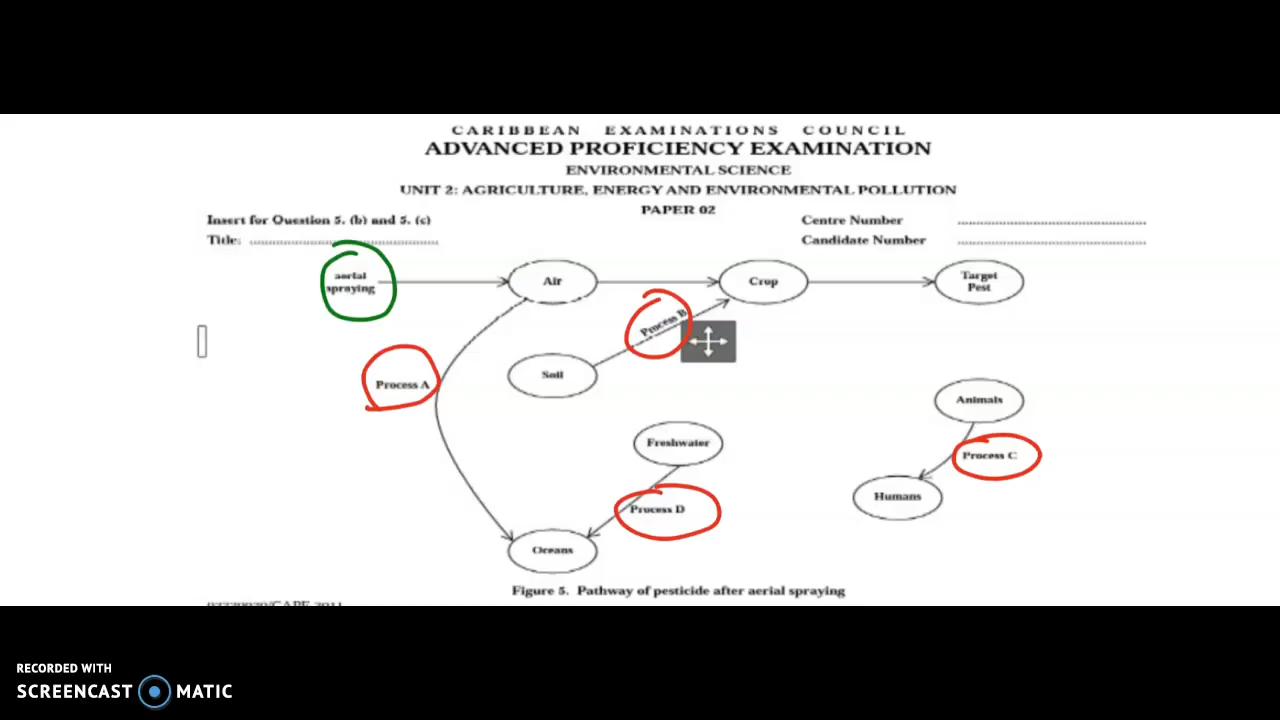 CARIBBEAN EXAMINATIONS COUNCIL
ADVANCED PROFICIENCY EXAMINATION
ENVIRONMENTAL SCIENCE
UNIT 2: AGRICULTURE, ENERGY AND ENVIRONMENTAL POLLUTION
PAPER 02
Insert for Question 5. (b) and 5. (c)
Centre Number
Title:
Candidate Number
aerial
spraying
Air
Crop
Target
Pest
Process B
Soil
Process A
Animals
Freshwater
Process C
Humans
Process D
Oceans
Figure 5. Pathway of pesticide after aerial spraying
RECORDED WITH
SCREENCAST MATIC